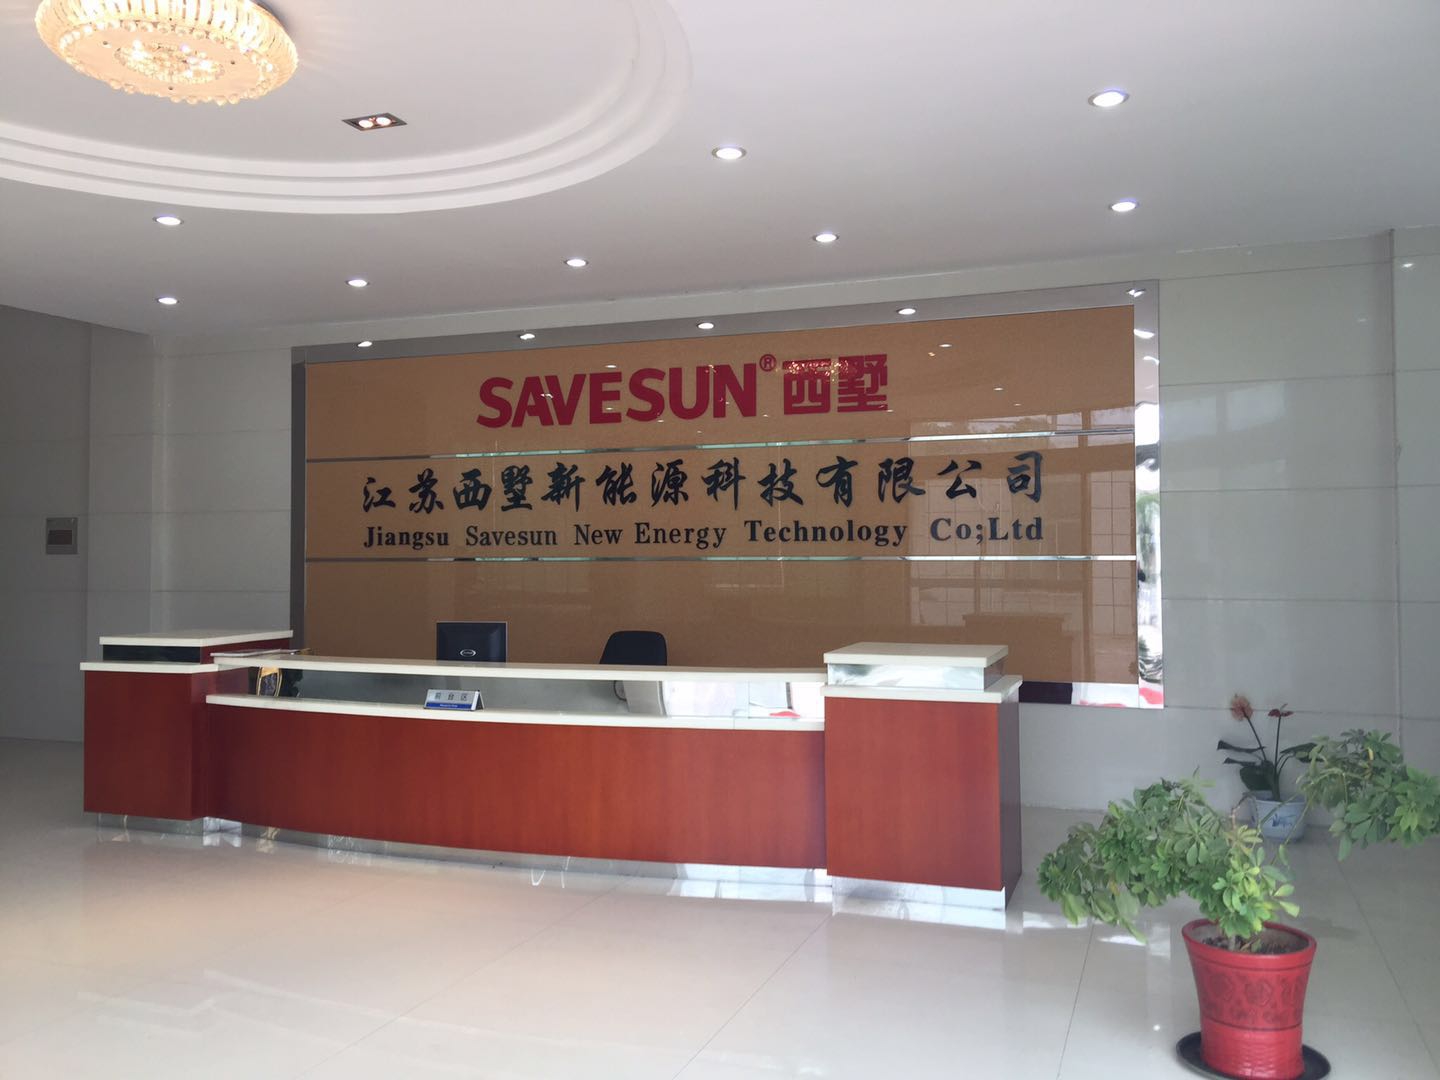 SAVESUN® 西墅
江苏西墅新能源科技有限公司
Jiangsu Savesun New Energy Technology Co;Ltd
前台区